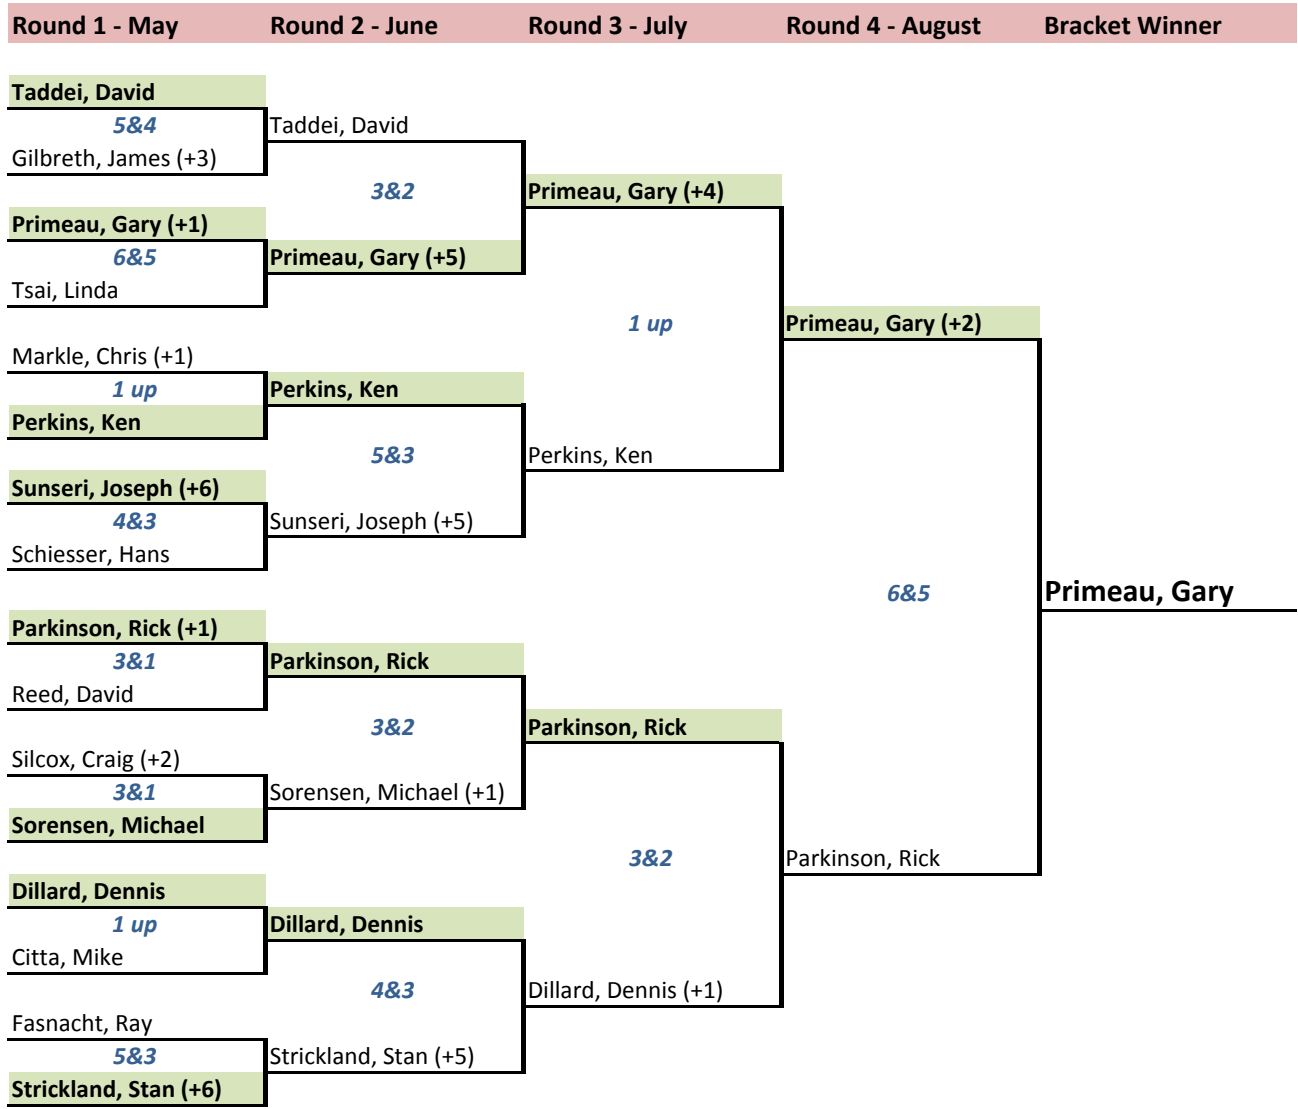 Round 1 - May Round 2 - June Round 3 - July Round 4 - August Bracket Winner
Taddei, David
5&4 Taddei, David
Gilbreth, James (+3)
3&2 Primeau, Gary (+4)
Primeau, Gary (+1)
6&5 Primeau, Gary (+5)
Tsai, Linda
1 up Primeau, Gary (+2)
Markle, Chris (+1)
1 up Perkins, Ken
Perkins, Ken
5&3 Perkins, Ken
Sunseri, Joseph (+6)
4&3 Sunseri, Joseph (+5)
Schiesser, Hans
6&5 Primeau, Gary
Parkinson, Rick (+1)
3&1 Parkinson, Rick
Reed, David
3&2 Parkinson, Rick
Silcox, Craig (+2)
3&1 Sorensen, Michael (+1)
Sorensen, Michael
3&2 Parkinson, Rick
Dillard, Dennis
1 up Dillard, Dennis
Citta, Mike
4&3 Dillard, Dennis (+1)
Fasnacht, Ray
5&3 Strickland, Stan (+5)
Strickland, Stan (+6)